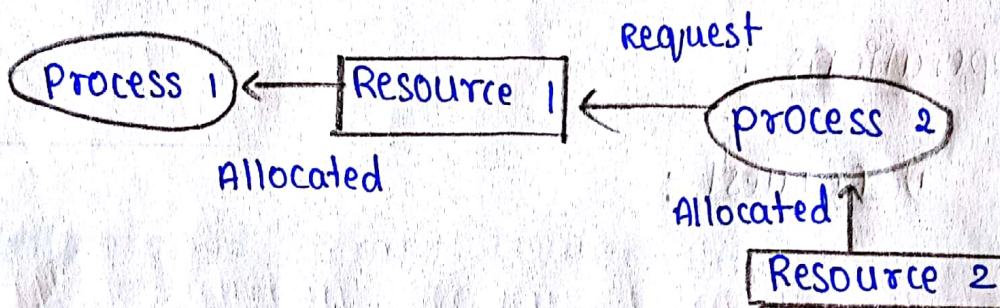 Request
Process 1
Resource 1
process 2
Allocated
Allocated
Resource 2